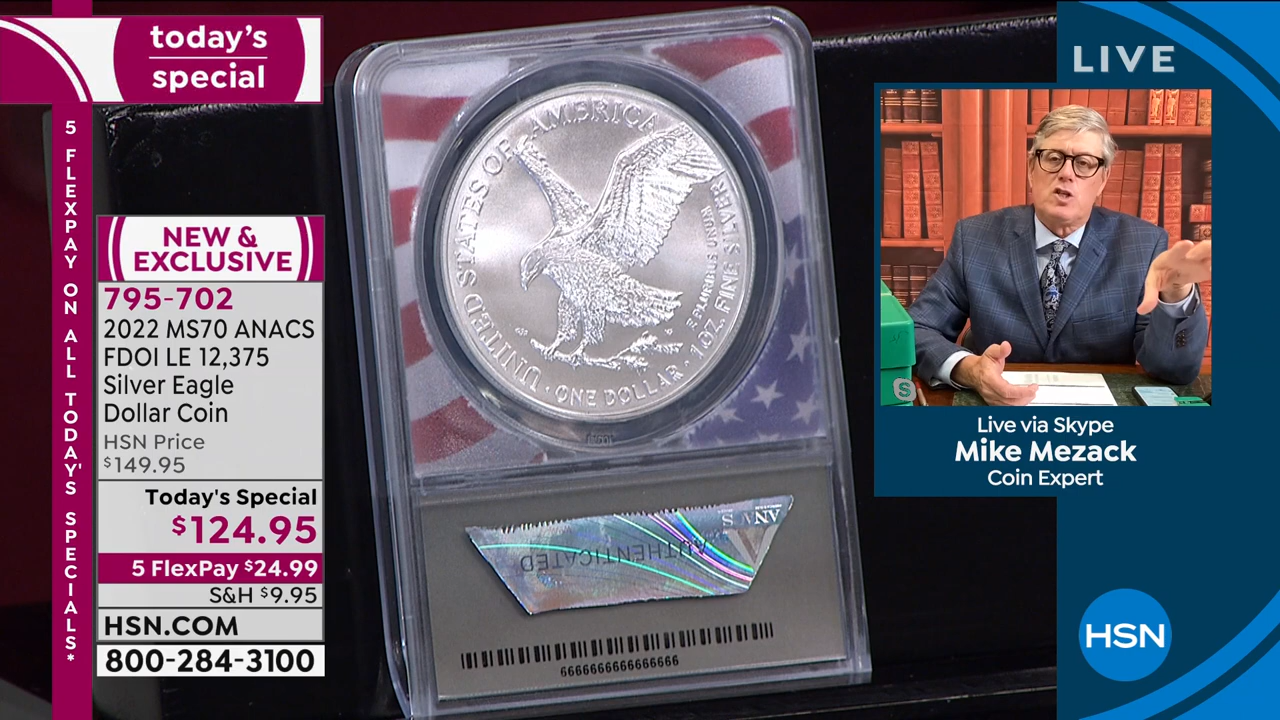 today's
special
5 FLEXPAY ON ALL TODAY'S SPECIALS*
NEW &
EXCLUSIVE
795-702
2022 MS70 ANACS
FDOI LE 12,375
Silver Eagle
Dollar Coin
HSN Price
$149.95
Today's Special
$124.95
5 FlexPay $24.99
S&H $9.95
HSN.COM
800-284-3100
UNITED STATES OF AMERICA
1 OZ. FINE SILVER
E PLURIBUS UNUM
· ONE DOLLAR ·
ANACS
AUTHENTICATED
6666666666666666
LIVE
Live via Skype
Mike Mezack
Coin Expert
HSN